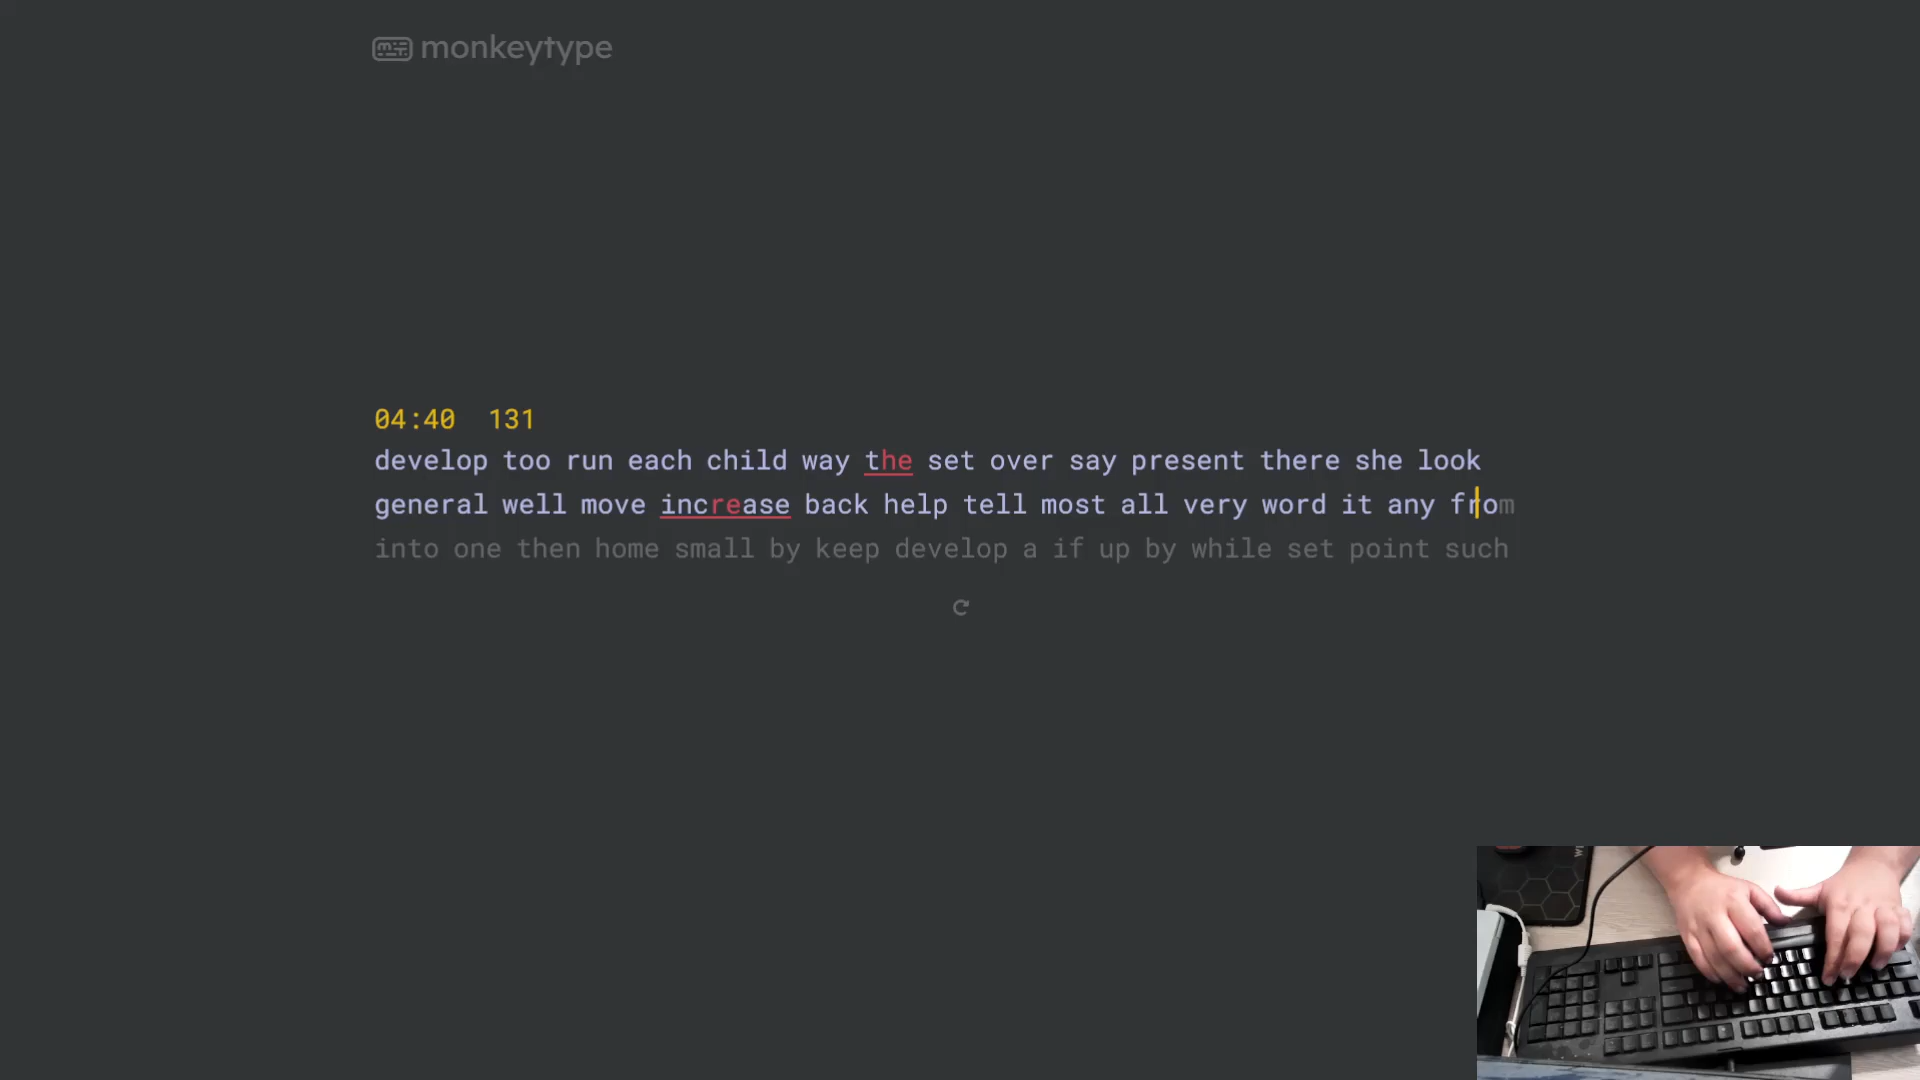 monkeytype
04:40 131
develop too run each child way the set over say present there she look
general well move increase back help tell most all very word it any from
into one then home small by keep develop a if up by while set point such